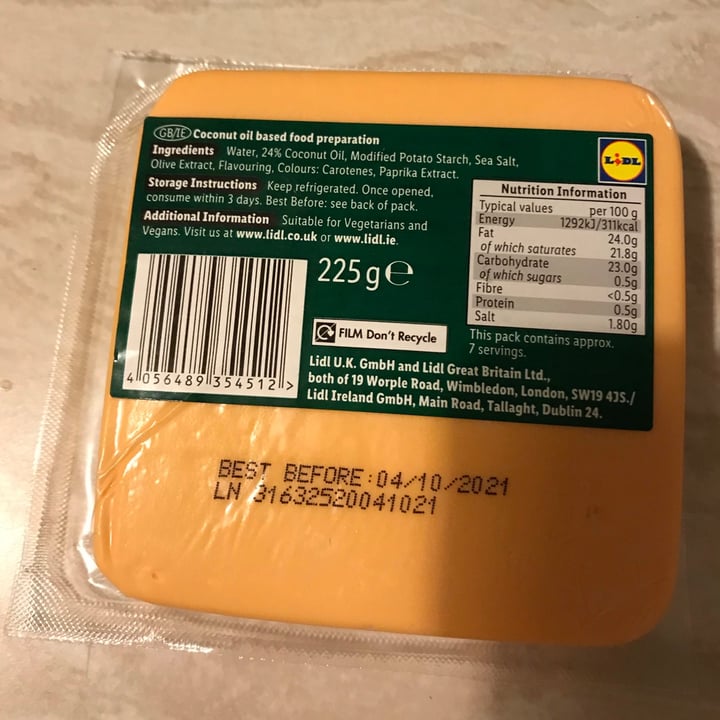 GB/IE Coconut oil based food preparation
Ingredients Water, 24% Coconut Oil, Modified Potato Starch, Sea Salt,
Olive Extract, Flavouring, Colours: Carotenes, Paprika Extract.
Storage Instructions Keep refrigerated. Once opened,
consume within 3 days. Best Before: see back of pack.
Additional Information Suitable for Vegetarians and
Vegans. Visit us at www.lidl.co.uk or www.lidl.ie.
LiDL
Nutrition Information
Typical values per 100 g
Energy 1292kJ/311kcal
Fat 24.0g
of which saturates 21.8g
Carbohydrate 23.0g
of which sugars 0.5g
Fibre <0.5g
Protein 0.5g
Salt 1.80g
This pack contains approx.
7 servings.
225 g e
FILM Don't Recycle
4 056489 354512 >
Lidl U.K. GmbH and Lidl Great Britain Ltd.,
both of 19 Worple Road, Wimbledon, London, SW19 4JS./
Lidl Ireland GmbH, Main Road, Tallaght, Dublin 24.
BEST BEFORE:04/10/2021
LN 31632520041021